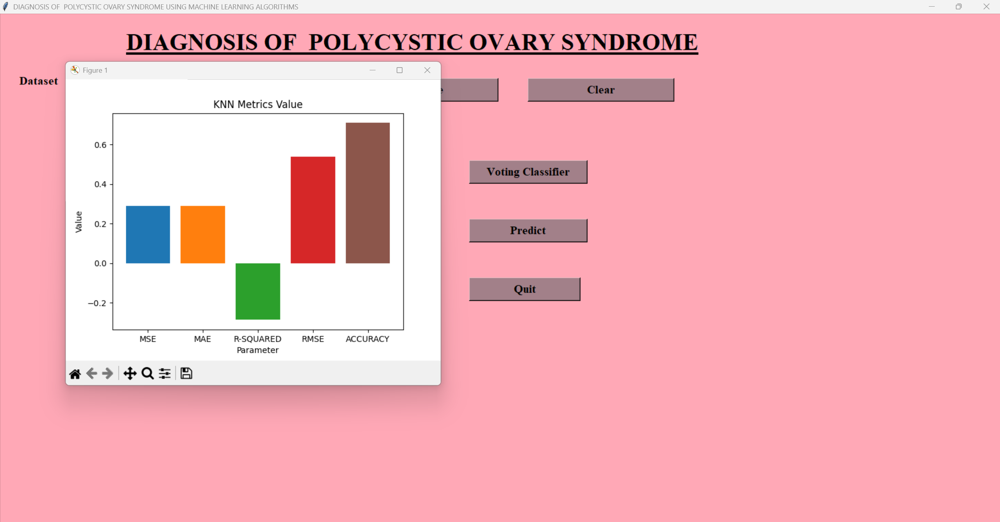 DIAGNOSIS OF  POLYCYSTIC OVARY SYNDROME USING MACHINE LEARNING ALGORITHMS
DIAGNOSIS OF  POLYCYSTIC OVARY SYNDROME
Figure 1
Dataset
Clear
KNN Metrics Value
0.6
0.4
0.2
0.0
−0.2
Value
MSE MAE R-SQUARED RMSE ACCURACY
Parameter
Voting Classifier
Predict
Quit